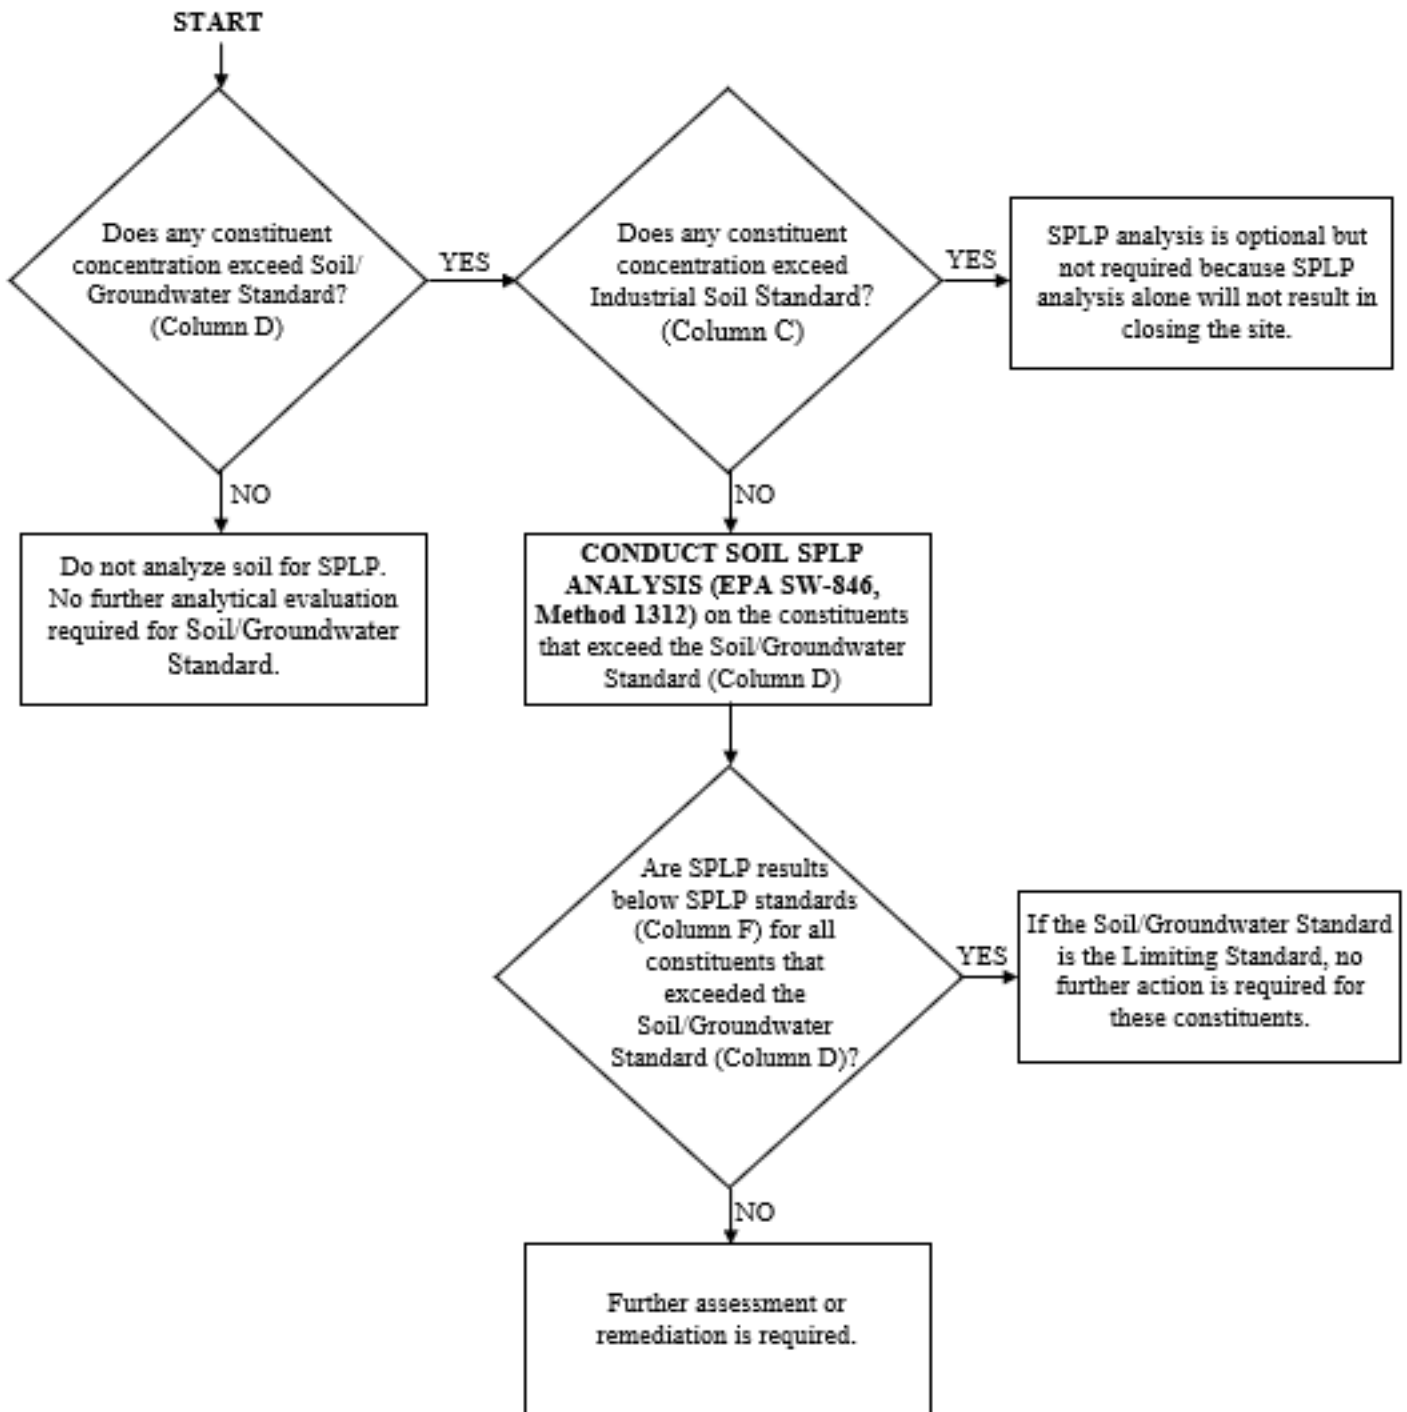 START
Does any constituent
concentration exceed Soil/
Groundwater Standard?
(Column D)
YES
Does any constituent
concentration exceed
Industrial Soil Standard?
(Column C)
YES
SPLP analysis is optional but
not required because SPLP
analysis alone will not result in
closing the site.
NO
Do not analyze soil for SPLP.
No further analytical evaluation
required for Soil/Groundwater
Standard.
NO
CONDUCT SOIL SPLP
ANALYSIS (EPA SW-846,
Method 1312) on the constituents
that exceed the Soil/Groundwater
Standard (Column D)
Are SPLP results
below SPLP standards
(Column F) for all
constituents that
exceeded the
Soil/Groundwater
Standard (Column D)?
YES
If the Soil/Groundwater Standard
is the Limiting Standard, no
further action is required for
these constituents.
NO
Further assessment or
remediation is required.